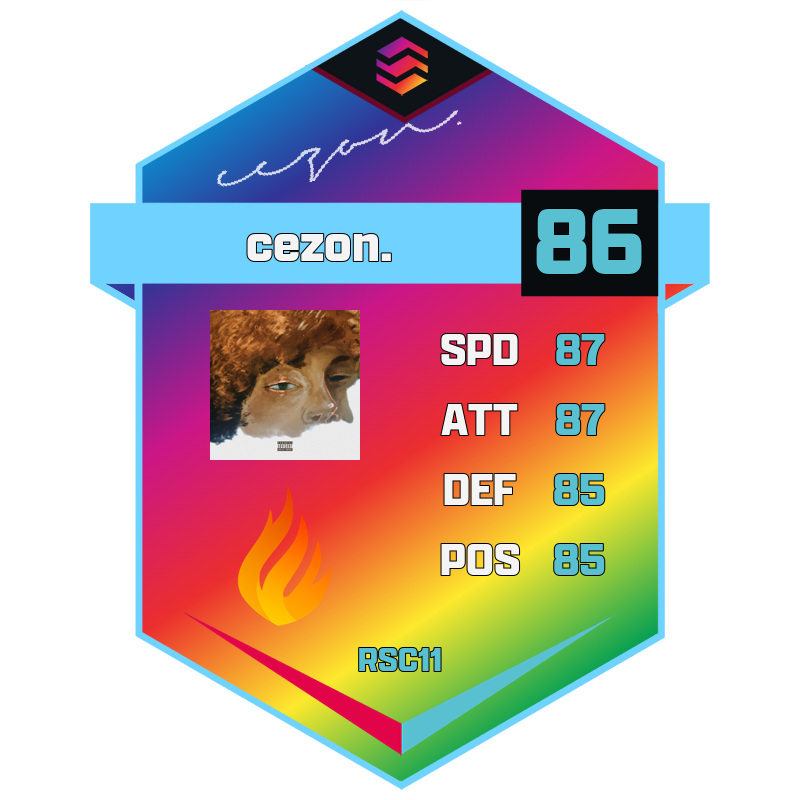 cezon.
cezon.
86
SPD 87
ATT 87
DEF 85
POS 85
RSC11